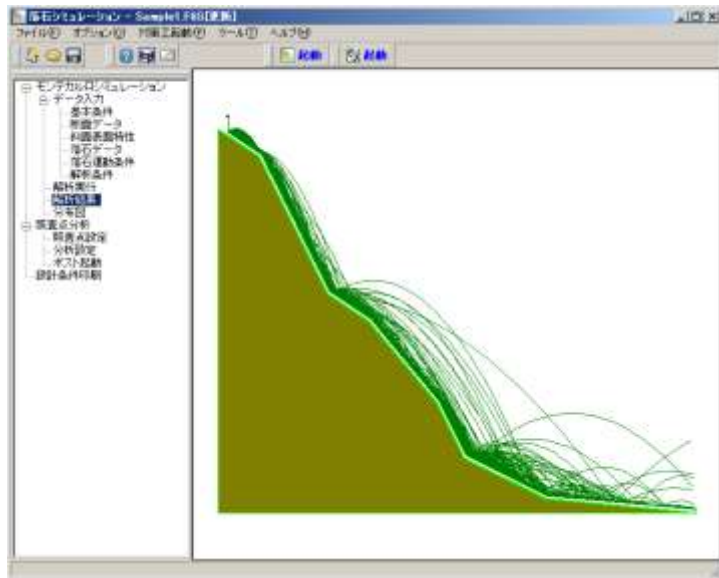 落石シミュレーション - Sample1.F8S[更新]
ファイル(F) オプション(O) 対策工起動(P) ツール(T) ヘルプ(H)
起動 起動
モンテカルロシミュレーション
データ入力
基本条件
断面データ
斜面表面特性
落石データ
落石運動条件
解析条件
解析実行
解析結果
分布図
照査点分析
照査点設定
分析設定
ポスト起動
設計条件印刷
1